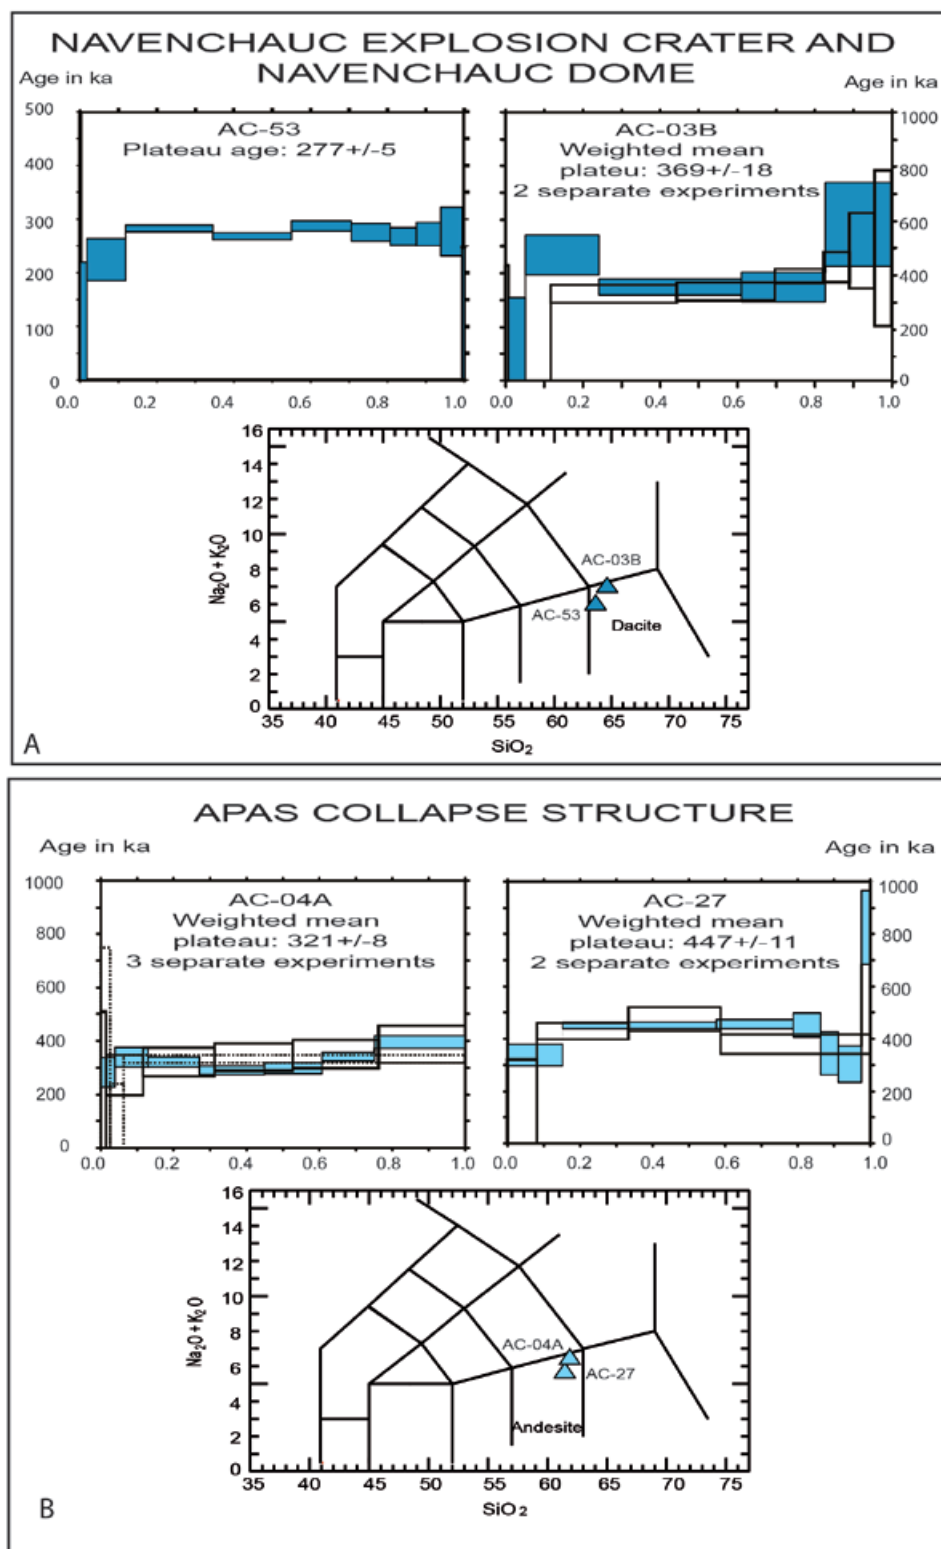 NAVENCHAUC EXPLOSION CRATER AND
NAVENCHAUC DOME
Age in ka
Age in ka
500
400
300
200
100
0
AC-53
Plateau age: 277+/-5
0.0 0.2 0.4 0.6 0.8 1.0
AC-03B
Weighted mean
plateu: 369+/-18
2 separate experiments
1000
800
600
400
200
0
0.0 0.2 0.4 0.6 0.8 1.0
Na2O + K2O
16
14
12
10
8
6
4
2
0
AC-03B
AC-53
Dacite
35 40 45 50 55 60 65 70 75
SiO2
A
APAS COLLAPSE STRUCTURE
Age in ka
Age in ka
1000
800
600
400
200
0
AC-04A
Weighted mean
plateau: 321+/-8
3 separate experiments
0.0 0.2 0.4 0.6 0.8 1.0
AC-27
Weighted mean
plateau: 447+/-11
2 separate experiments
1000
800
600
400
200
0
0.0 0.2 0.4 0.6 0.8 1.0
Na2O + K2O
16
14
12
10
8
6
4
2
0
AC-04A
AC-27
Andesite
35 40 45 50 55 60 65 70 75
SiO2
B